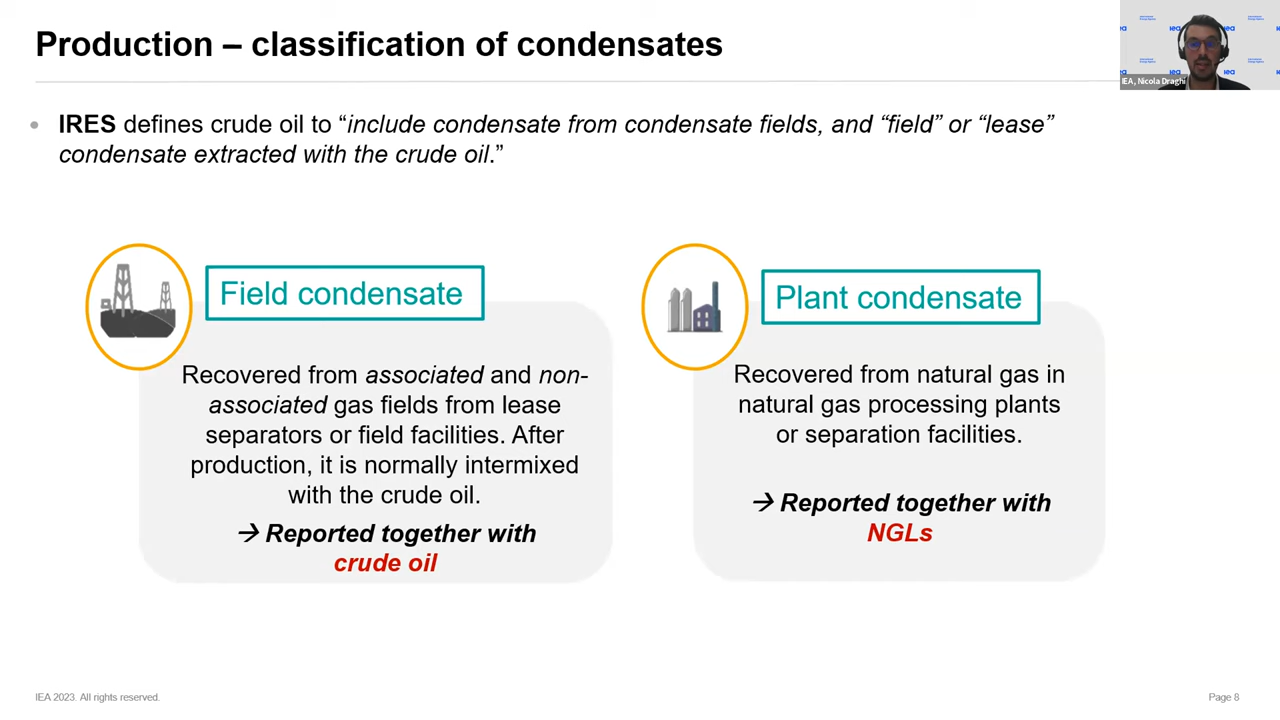 Production – classification of condensates
IEA, Nicola Draghi
• IRES defines crude oil to “include condensate from condensate fields, and “field” or “lease”
condensate extracted with the crude oil.”
Field condensate
Recovered from associated and non-
associated gas fields from lease
separators or field facilities. After
production, it is normally intermixed
with the crude oil.
→ Reported together with
crude oil
Plant condensate
Recovered from natural gas in
natural gas processing plants
or separation facilities.
→ Reported together with
NGLs
IEA 2023. All rights reserved.
Page 8